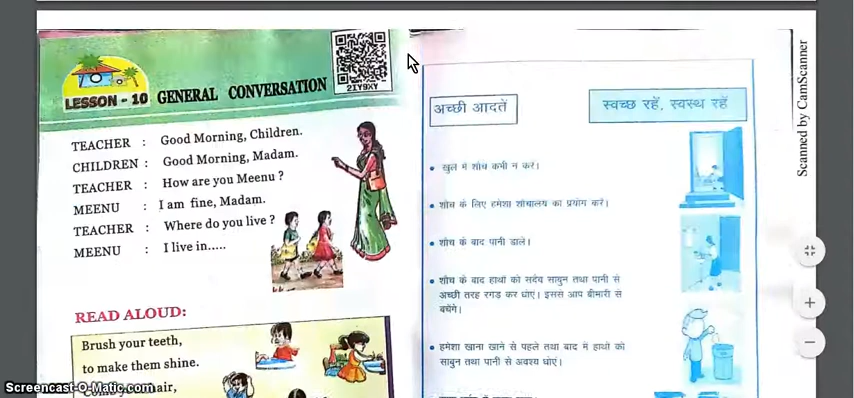 LESSON - 10 GENERAL CONVERSATION
2IY9XY
TEACHER : Good Morning, Children.
CHILDREN : Good Morning, Madam.
TEACHER : How are you Meenu ?
MEENU : I am fine, Madam.
TEACHER : Where do you live ?
MEENU : I live in.....
READ ALOUD:
Brush your teeth,
to make them shine.
hair,
अच्छी आदतें
स्वच्छ रहें, स्वस्थ रहें
• खुले में शौच कभी न करें।
• शौच के लिए हमेशा शौचालय का प्रयोग करें।
• शौच के बाद पानी डालें।
• शौच के बाद हाथों को सदैव साबुन तथा पानी से
अच्छी तरह रगड़ कर धोएं। इससे आप बीमारी से
बचेंगे।
• हमेशा खाना खाने से पहले तथा बाद में हाथों को
साबुन तथा पानी से अवश्य धोएं।
Scanned by CamScanner
Screencast-O-Matic.com